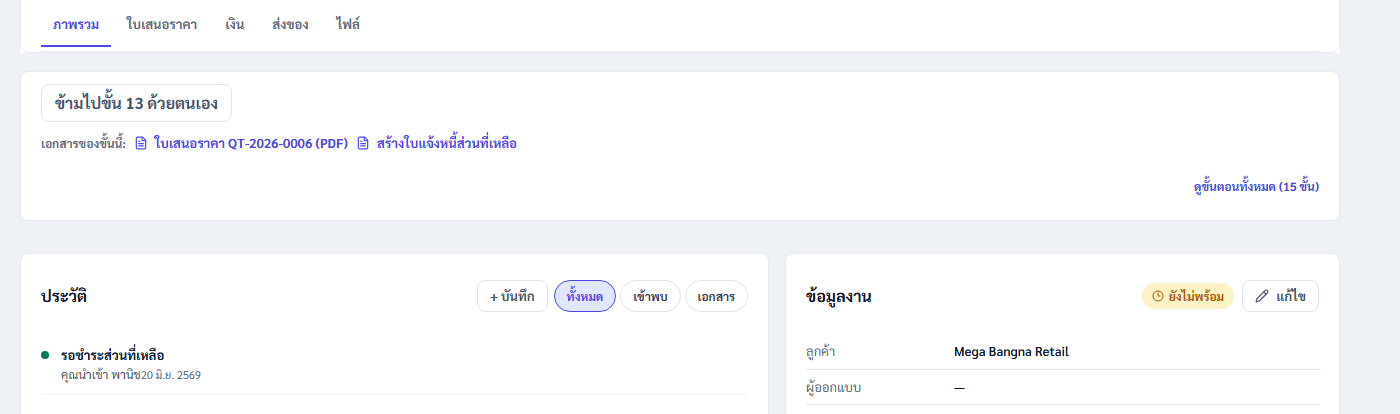 ภาพรวม ใบเสนอราคา เงิน ส่งของ ไฟล์
ข้ามไปขั้น 13 ด้วยตนเอง
เอกสารของขั้นนี้: ใบเสนอราคา QT-2026-0006 (PDF) สร้างใบแจ้งหนี้ส่วนที่เหลือ
ดูขั้นตอนทั้งหมด (15 ขั้น)
ประวัติ + บันทึก ทั้งหมด เข้าพบ เอกสาร
รอชำระส่วนที่เหลือ
คุณนำเข้า พานิช20 มิ.ย. 2569
ข้อมูลงาน ยังไม่พร้อม แก้ไข
ลูกค้า Mega Bangna Retail
ผู้ออกแบบ —